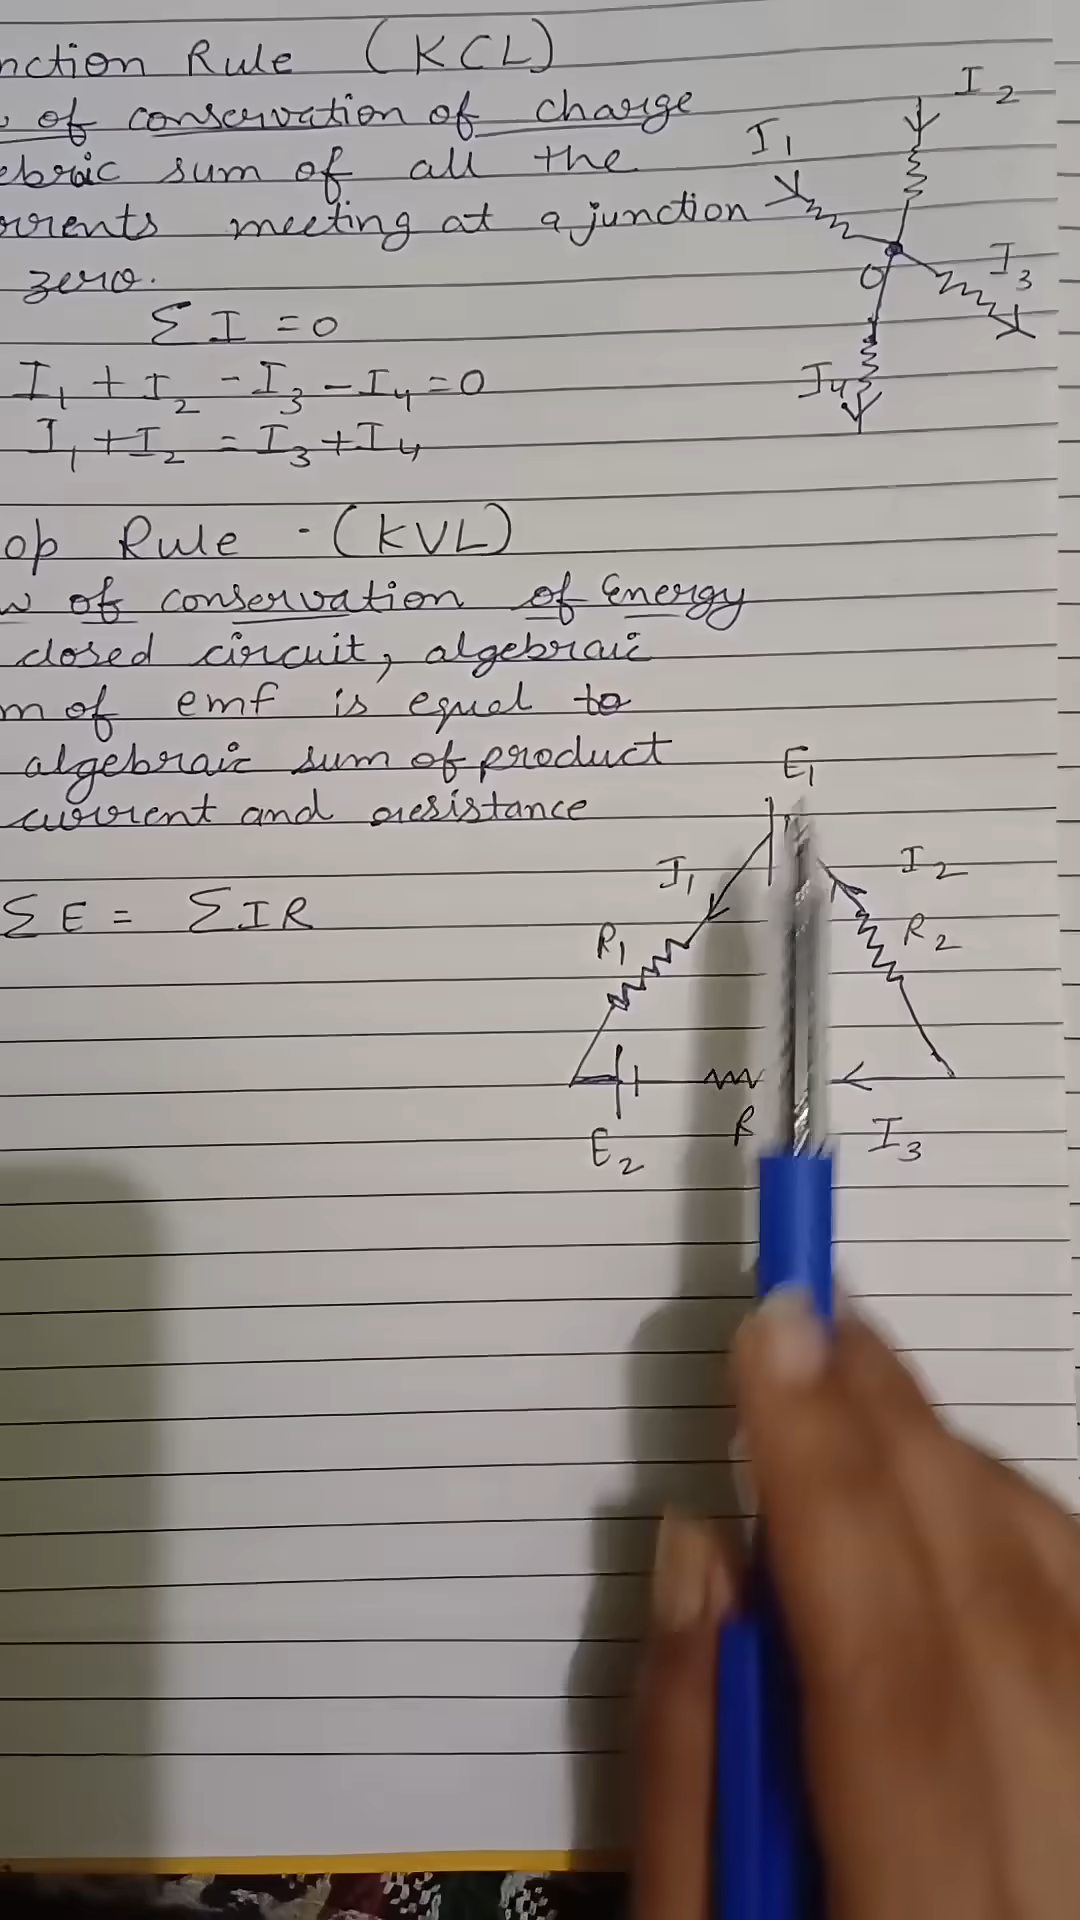 nction Rule (KCL)
of conservation of charge
ebraic sum of all the
rrents meeting at a junction
zero.
Σ I = 0
I₁ + I₂ - I₃ - I₄ = 0
I₁ + I₂ = I₃ + I₄
I₁
I₂
I₃
O
I₄
op Rule - (KVL)
w of conservation of Energy
closed circuit, algebraic
m of emf is equal to
algebraic sum of product
current and resistance
Σ E = Σ I R
E₁
I₁
I₂
R₁
R₂
E₂
R
I₃